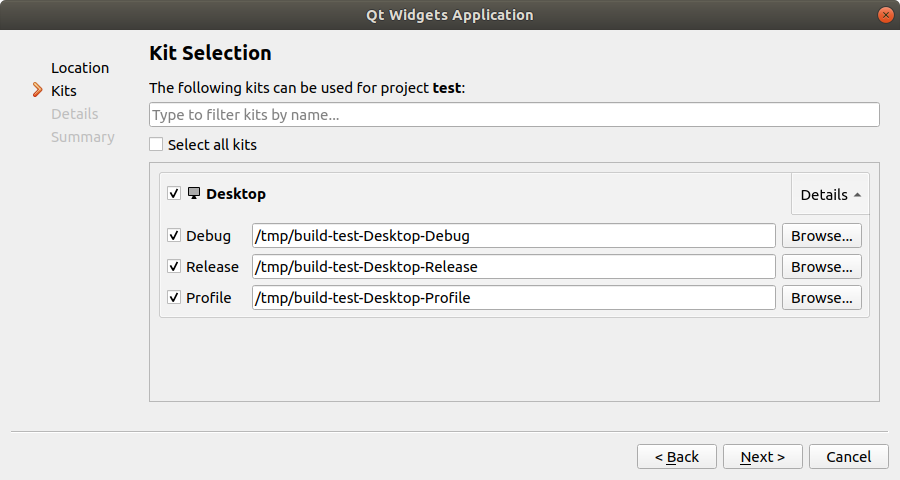 Qt Widgets Application
Location
Kits
Details
Summary
Kit Selection
The following kits can be used for project test:
Type to filter kits by name...
Select all kits
Desktop
Details
Debug /tmp/build-test-Desktop-Debug Browse...
Release /tmp/build-test-Desktop-Release Browse...
Profile /tmp/build-test-Desktop-Profile Browse...
< Back Next > Cancel